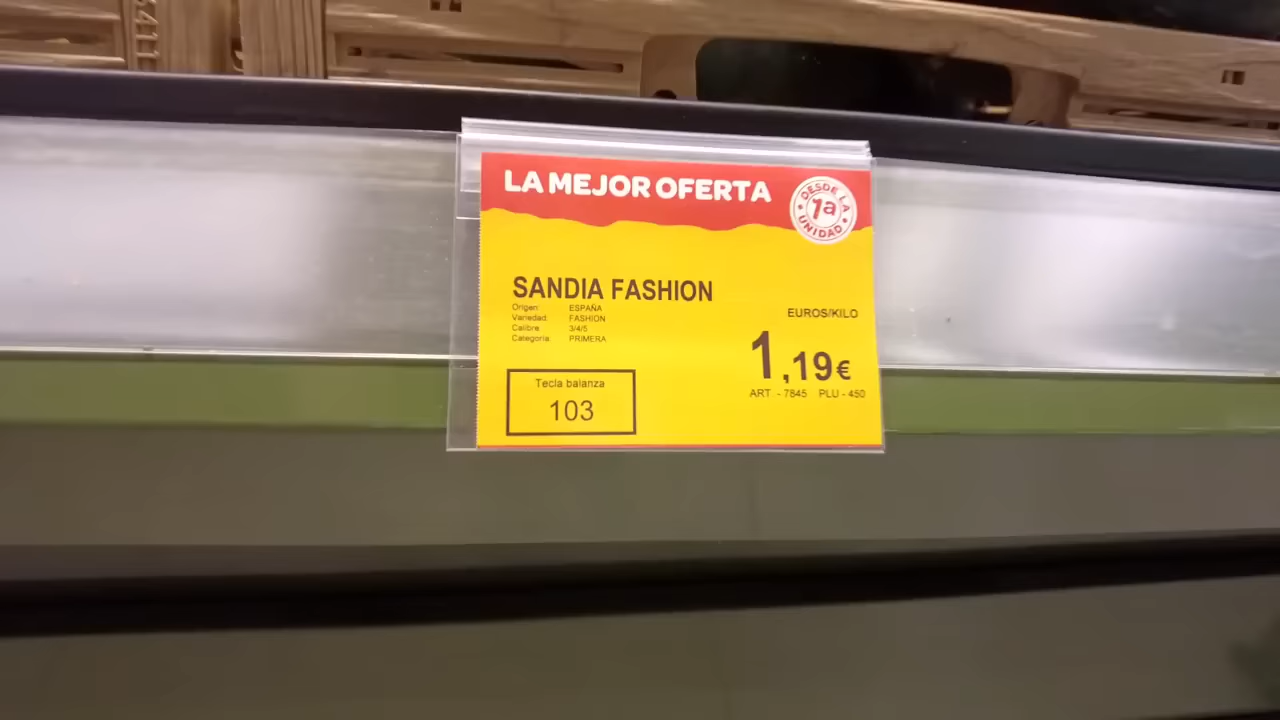 LA MEJOR OFERTA
DESDE LA
1a
UNIDAD
SANDIA FASHION
Origen: ESPAÑA
Variedad: FASHION
Calibre: 3/4/5
Categoria: PRIMERA
EUROS/KILO
1,19€
ART. - 7845 PLU - 450
Tecla balanza
103